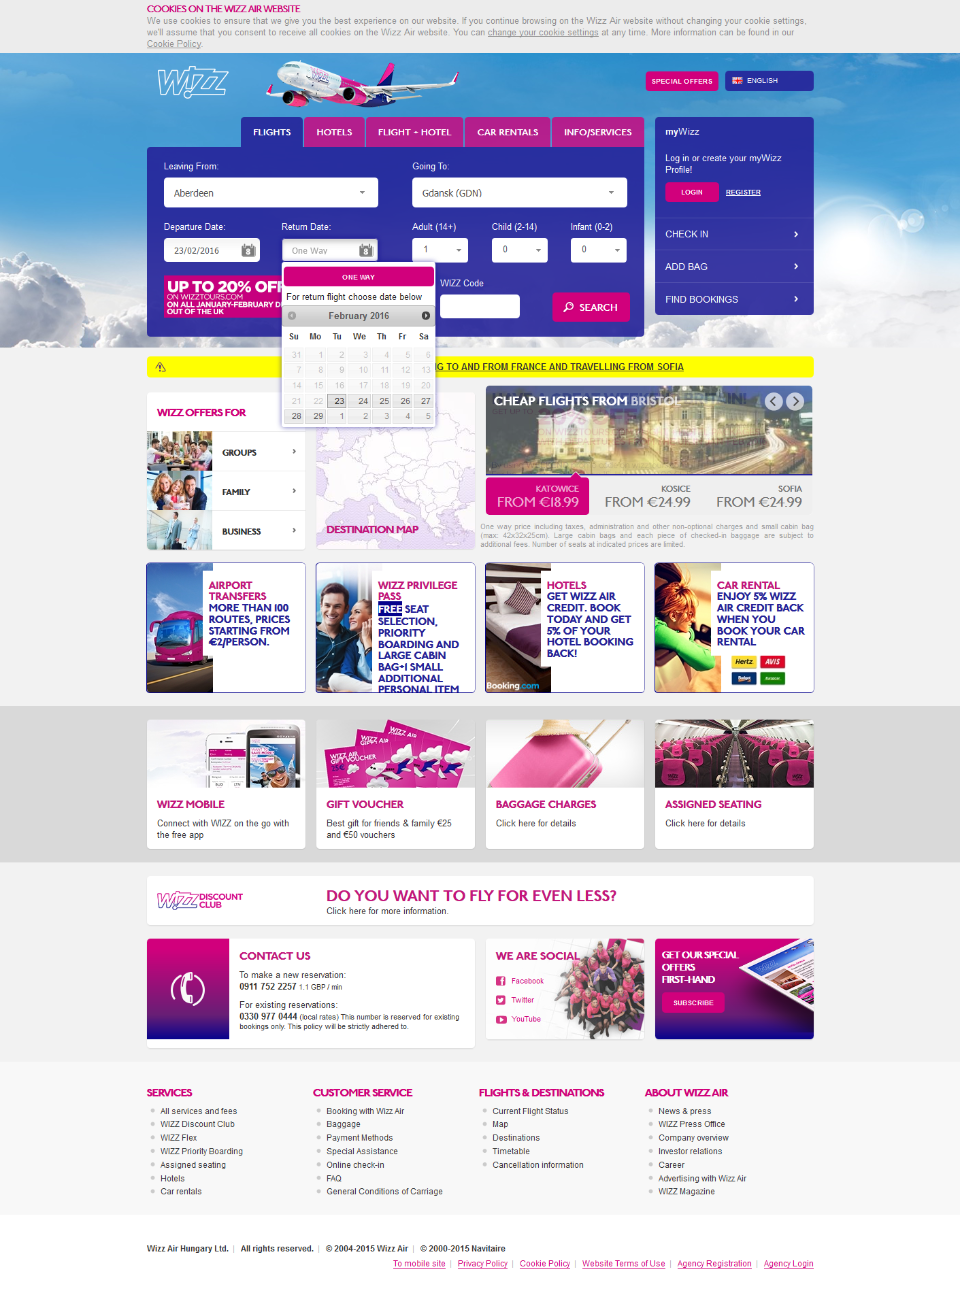 COOKIES ON THE WIZZ AIR WEBSITE
We use cookies to ensure that we give you the best experience on our website. If you continue browsing on the Wizz Air website without changing your cookie settings,
we'll assume that you consent to receive all cookies on the Wizz Air website. You can change your cookie settings at any time. More information can be found in our
Cookie Policy.
WIZZ
SPECIAL OFFERS
ENGLISH
FLIGHTS
HOTELS
FLIGHT + HOTEL
CAR RENTALS
INFO/SERVICES
Leaving From:
Going To:
Aberdeen
Gdansk (GDN)
Departure Date:
Return Date:
Adult (14+)
Child (2-14)
Infant (0-2)
23/02/2016
One Way
1
0
0
UP TO 20% OFF
ON WIZZTOURS.COM
ON ALL JANUARY-FEBRUARY D
OUT OF THE UK
WIZZ Code
SEARCH
myWizz
Log in or create your myWizz
Profile!
LOGIN
REGISTER
CHECK IN
ADD BAG
FIND BOOKINGS
ONE WAY
For return flight choose date below
February 2016
Su Mo Tu We Th Fr Sa
31 1 2 3 4 5 6
7 8 9 10 11 12 13
14 15 16 17 18 19 20
21 22 23 24 25 26 27
28 29 1 2 3 4 5
G TO AND FROM FRANCE AND TRAVELLING FROM SOFIA
WIZZ OFFERS FOR
GROUPS
FAMILY
BUSINESS
DESTINATION MAP
CHEAP FLIGHTS FROM BRISTOL
KATOWICE
FROM €18.99
KOSICE
FROM €24.99
SOFIA
FROM €24.99
One way price including taxes, administration and other non-optional charges and small cabin bag
(max: 42x32x25cm). Large cabin bags and each piece of checked-in baggage are subject to
additional fees. Number of seats at indicated prices are limited.
AIRPORT
TRANSFERS
MORE THAN 100
ROUTES, PRICES
STARTING FROM
€2/PERSON.
WIZZ PRIVILEGE
PASS
FREE SEAT
SELECTION,
PRIORITY
BOARDING AND
LARGE CABIN
BAG+1 SMALL
ADDITIONAL
PERSONAL ITEM
HOTELS
GET WIZZ AIR
CREDIT. BOOK
TODAY AND GET
5% OF YOUR
HOTEL BOOKING
BACK!
Booking.com
CAR RENTAL
ENJOY 5% WIZZ
AIR CREDIT BACK
WHEN YOU
BOOK YOUR CAR
RENTAL
Hertz
AVIS
Budget
WIZZ MOBILE
Connect with WIZZ on the go with
the free app
WIZZ AIR
GIFT VOUCHER
GIFT VOUCHER
Best gift for friends & family €25
and €50 vouchers
BAGGAGE CHARGES
Click here for details
ASSIGNED SEATING
Click here for details
WIZZ DISCOUNT
CLUB
DO YOU WANT TO FLY FOR EVEN LESS?
Click here for more information.
CONTACT US
To make a new reservation:
0911 752 2257 1.1 GBP / min
For existing reservations:
0330 977 0444 (local rates) This number is reserved for existing
bookings only. This policy will be strictly adhered to.
WE ARE SOCIAL
Facebook
Twitter
YouTube
GET OUR SPECIAL
OFFERS
FIRST-HAND
SUBSCRIBE
SERVICES
All services and fees
WIZZ Discount Club
WIZZ Flex
WIZZ Priority Boarding
Assigned seating
Hotels
Car rentals
CUSTOMER SERVICE
Booking with Wizz Air
Baggage
Payment Methods
Special Assistance
Online check-in
FAQ
General Conditions of Carriage
FLIGHTS & DESTINATIONS
Current Flight Status
Map
Destinations
Timetable
Cancellation information
ABOUT WIZZ AIR
News & press
WIZZ Press Office
Company overview
Investor relations
Career
Advertising with Wizz Air
WIZZ Magazine
Wizz Air Hungary Ltd. | All rights reserved. | © 2004-2015 Wizz Air | © 2000-2015 Navitaire
To mobile site | Privacy Policy | Cookie Policy | Website Terms of Use | Agency Registration | Agency Login